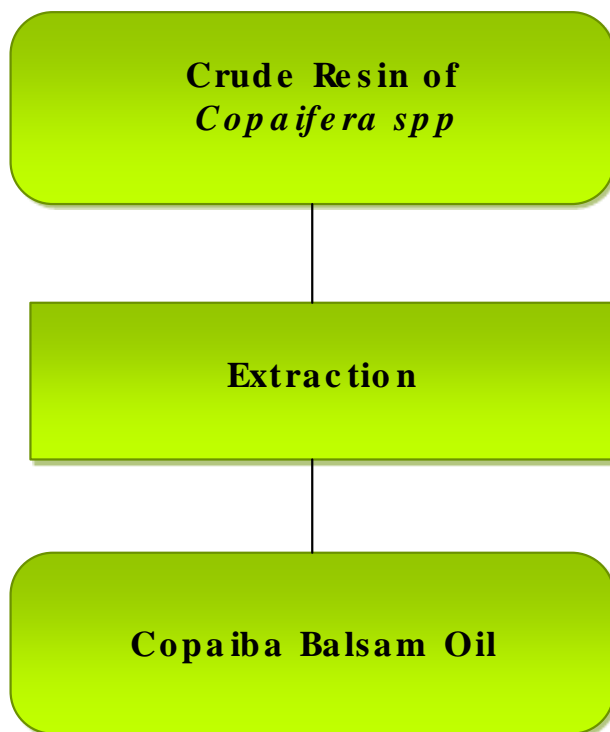 Crude Resin of
Copaifera spp
Extraction
Copaiba Balsam Oil